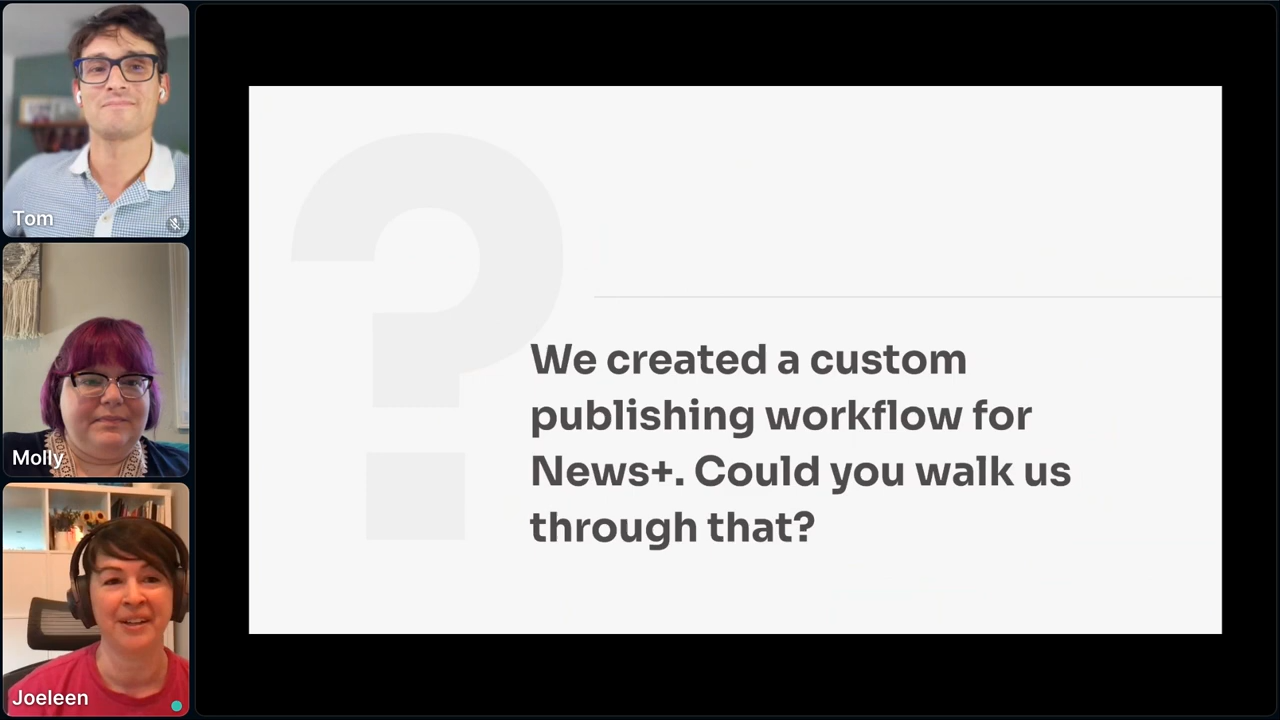 Tom
Molly
Joeleen
?
We created a custom
publishing workflow for
News+. Could you walk us
through that?